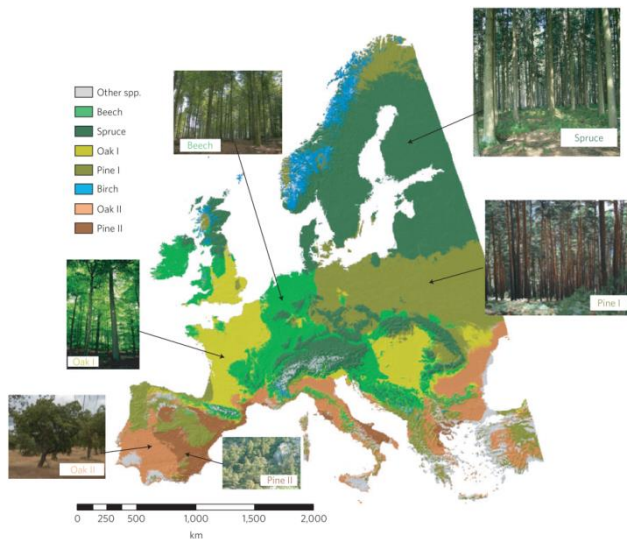 Other spp.
Beech
Spruce
Oak I
Pine I
Birch
Oak II
Pine II
Beech
Spruce
Pine I
Oak I
Oak II
Pine II
0 250 500 1,000 1,500 2,000
km